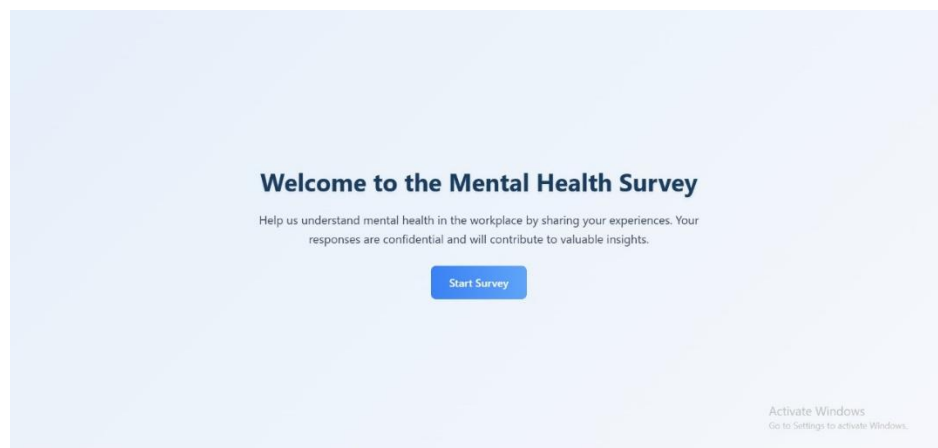 Welcome to the Mental Health Survey
Help us understand mental health in the workplace by sharing your experiences. Your
responses are confidential and will contribute to valuable insights.
Start Survey
Activate Windows
Go to Settings to activate Windows.